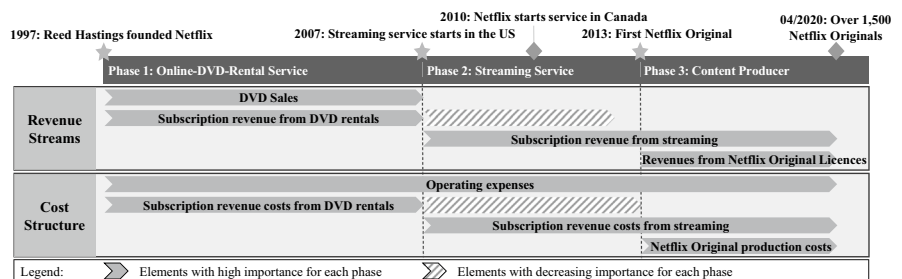 2010: Netflix starts service in Canada
04/2020: Over 1,500
Netflix Originals
1997: Reed Hastings founded Netflix
2007: Streaming service starts in the US
2013: First Netflix Original
Phase 1: Online-DVD-Rental Service
Phase 2: Streaming Service
Phase 3: Content Producer
Revenue
Streams
DVD Sales
Subscription revenue from DVD rentals
Subscription revenue from streaming
Revenues from Netflix Original Licences
Cost
Structure
Operating expenses
Subscription revenue costs from DVD rentals
Subscription revenue costs from streaming
Netflix Original production costs
Legend:
Elements with high importance for each phase
Elements with decreasing importance for each phase